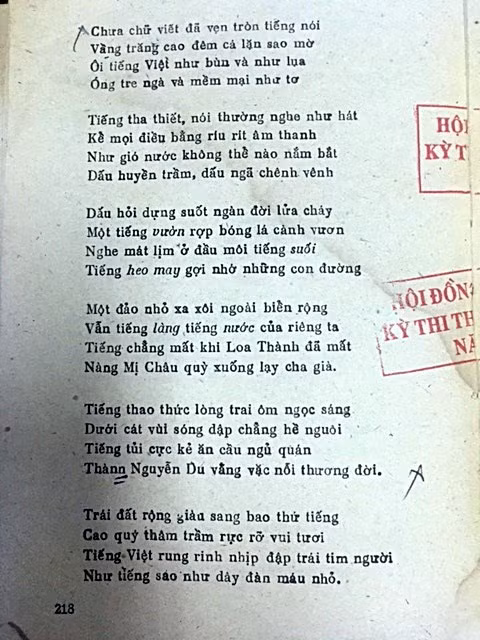 Chưa chữ viết đã vẹn tròn tiếng nói
Vầng trăng cao đêm cá lặn sao mờ
Ôi tiếng Việt như bùn và như lụa
Óng tre ngà và mềm mại như tơ
Tiếng tha thiết, nói thường nghe như hát
Kể mọi điều bằng ríu rít âm thanh
Như gió nước không thể nào nắm bắt
Dấu huyền trầm, dấu ngã chênh vênh
Dấu hỏi dựng suốt ngàn đời lửa cháy
Một tiếng vườn rợp bóng lá cành vươn
Nghe mát lịm ở đầu môi tiếng suối
Tiếng heo may gợi nhớ những con đường
Một đảo nhỏ xa xôi ngoài biển rộng
Vẫn tiếng làng tiếng nước của riêng ta
Tiếng chẳng mất khi Loa Thành đã mất
Nàng Mị Châu quỳ xuống lạy cha già.
Tiếng thao thức lòng trai ôm ngọc sáng
Dưới cát vùi sóng dập chẳng hề nguôi
Tiếng tủi cực kẻ ăn cầu ngủ quán
Thànn Nguyễn Du vằng vặc nỗi thương đời.
Trái đất rộng giàu sang bao thứ tiếng
Cao quý thâm trầm rực rỡ vui tươi
Tiếng Việt rung rinh nhịp đập trái tim người
Như tiếng sáo như dây đàn máu nhỏ.
218
HỘI
KỲ T
HỘI ĐỒN
KỲ THI TH
NĂ